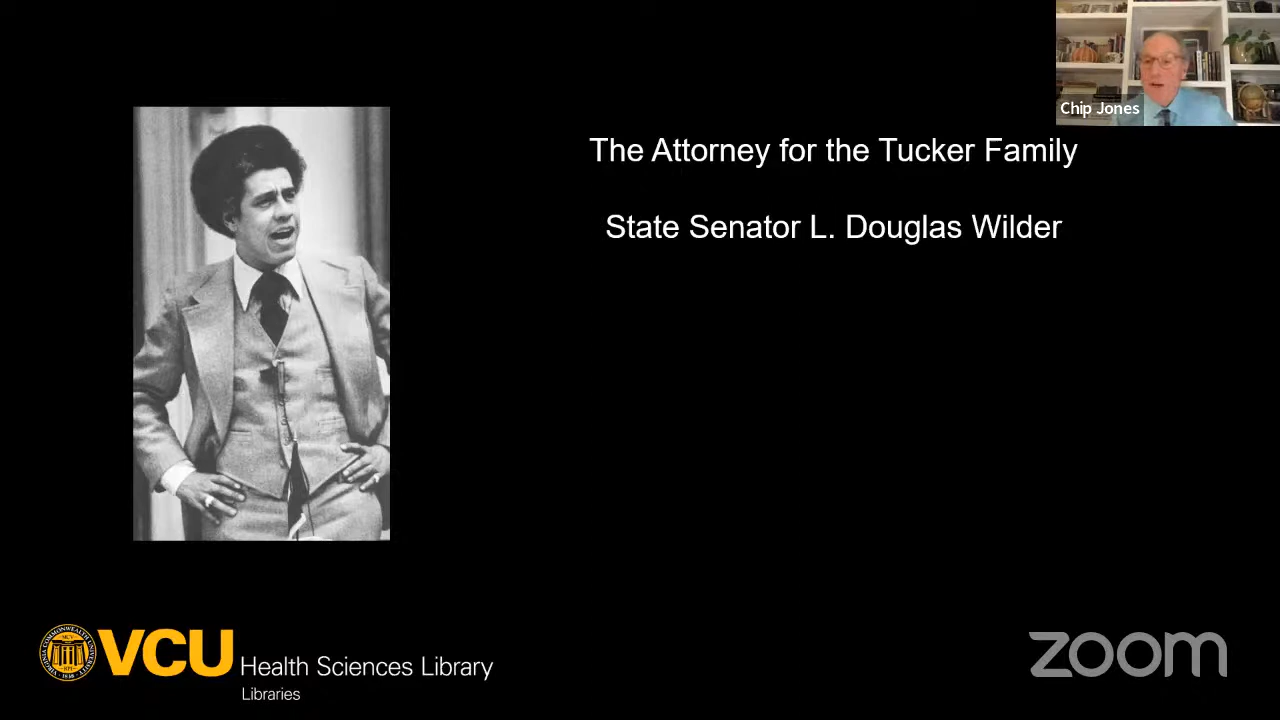 Chip Jones
The Attorney for the Tucker Family
State Senator L. Douglas Wilder
VCU Health Sciences Library
Libraries
zoom